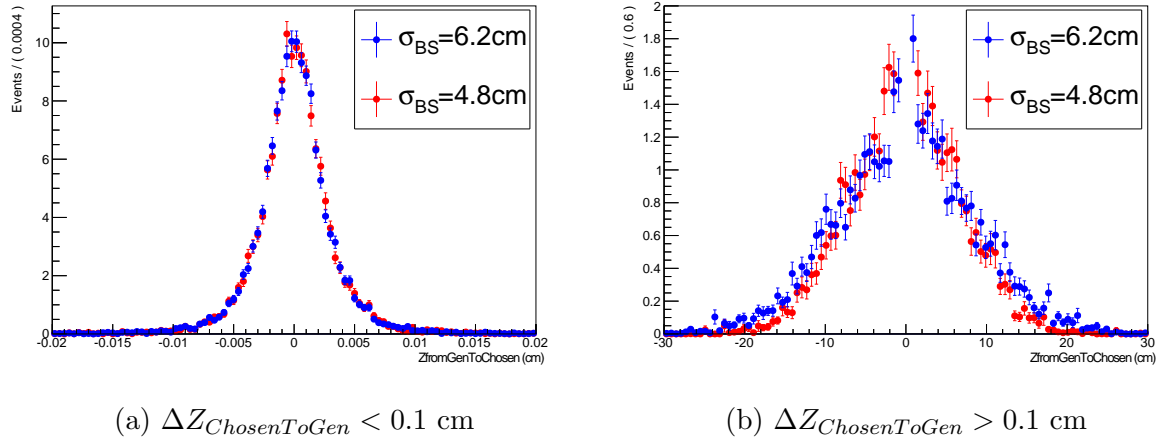 Events / ( 0.0004 )
10
8
6
4
2
0
-0.02 -0.015 -0.01 -0.005 0 0.005 0.01 0.015 0.02
ZfromGenToChosen (cm)
σBS=6.2cm
σBS=4.8cm
(a) ΔZChosenToGen < 0.1 cm
Events / ( 0.6 )
2
1.8
1.6
1.4
1.2
1
0.8
0.6
0.4
0.2
0
-30 -20 -10 0 10 20 30
ZfromGenToChosen (cm)
σBS=6.2cm
σBS=4.8cm
(b) ΔZChosenToGen > 0.1 cm